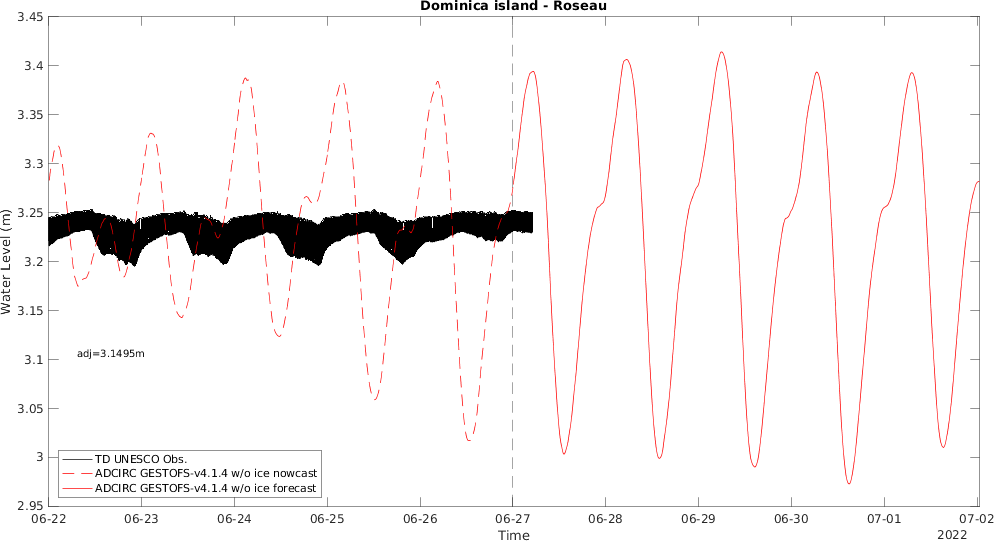 Dominica island - Roseau
3.45
3.4
3.35
3.3
3.25
3.2
3.15
3.1
3.05
3
2.95
Water Level (m)
adj=3.1495m
TD UNESCO Obs.
ADCIRC GESTOFS-v4.1.4 w/o ice nowcast
ADCIRC GESTOFS-v4.1.4 w/o ice forecast
06-22 06-23 06-24 06-25 06-26 06-27 06-28 06-29 06-30 07-01 07-02
Time
2022